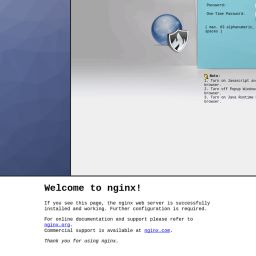 Password:
One Time Password:
( max. 63 alphanumeric,
spaces )
Note:
1. Turn on Javascript on
browser.
2. Turn off Popup Window
browser.
3. Turn on Java Runtime
browser.
Welcome to nginx!
If you see this page, the nginx web server is successfully
installed and working. Further configuration is required.
For online documentation and support please refer to
nginx.org.
Commercial support is available at nginx.com.
Thank you for using nginx.